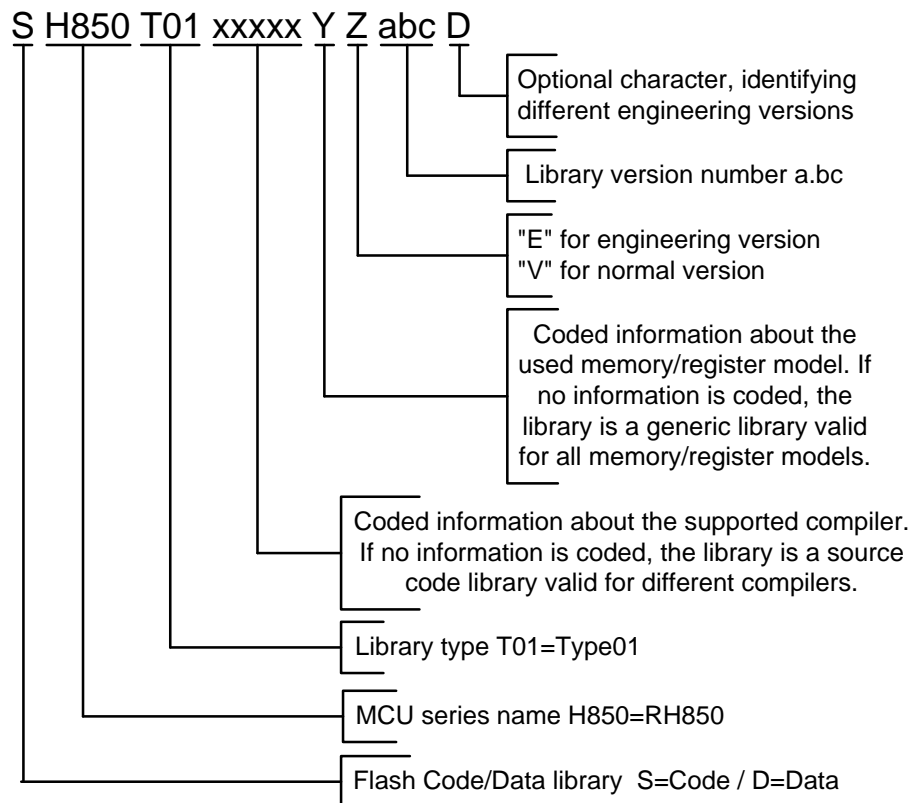 S H850 T01 xxxxx Y Z abc D
Optional character, identifying
different engineering versions
Library version number a.bc
"E" for engineering version
"V" for normal version
Coded information about the
used memory/register model. If
no information is coded, the
library is a generic library valid
for all memory/register models.
Coded information about the supported compiler.
If no information is coded, the library is a source
code library valid for different compilers.
Library type T01=Type01
MCU series name H850=RH850
Flash Code/Data library S=Code / D=Data